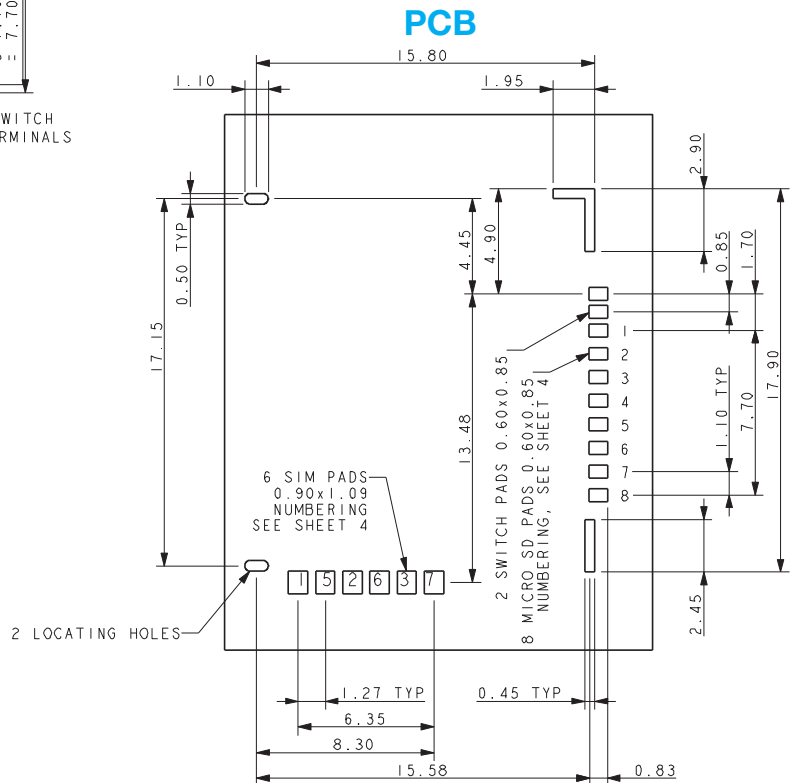 = 7.70
WITCH
RMINALS
PCB
15.80
1.10
1.95
2.90
0.50 TYP
4.45
4.90
0.85
1.70
17.15
13.48
17.90
1
2
3
4
5
6
7
8
1.10 TYP
7.70
2 SWITCH PADS 0.60x0.85
8 MICRO SD PADS 0.60x0.85
NUMBERING, SEE SHEET 4
6 SIM PADS
0.90x1.09
NUMBERING
SEE SHEET 4
1 5 2 6 3 7
2 LOCATING HOLES
2.45
1.27 TYP
0.45 TYP
6.35
8.30
15.58
0.83